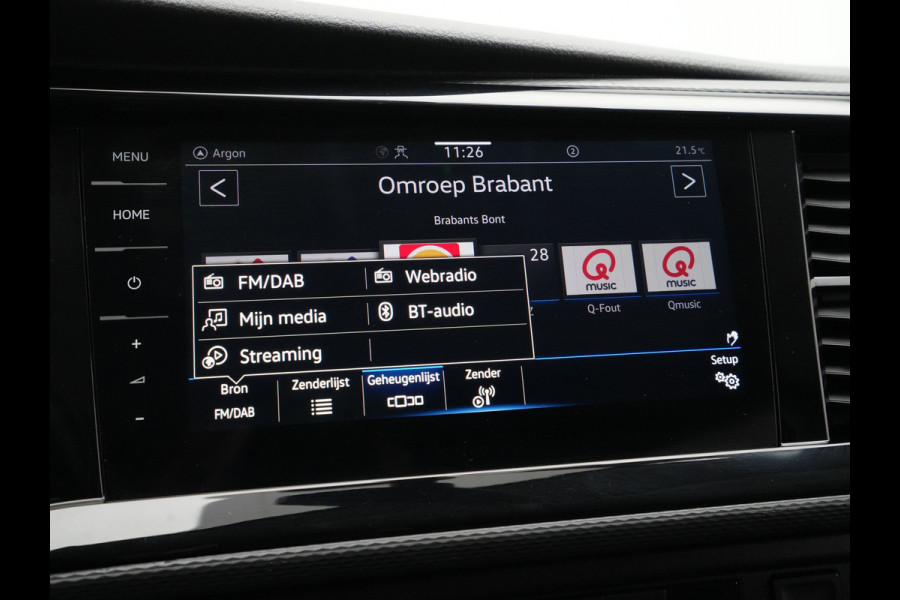 MENU
HOME
+
-
Argon
11:26
2
21.5°C
Omroep Brabant
Brabants Bont
28
MUSIC
Q-Fout
MUSIC
Qmusic
FM/DAB
Webradio
Mijn media
BT-audio
Streaming
Setup
Bron
FM/DAB
Zenderlijst
Geheugenlijst
Zender